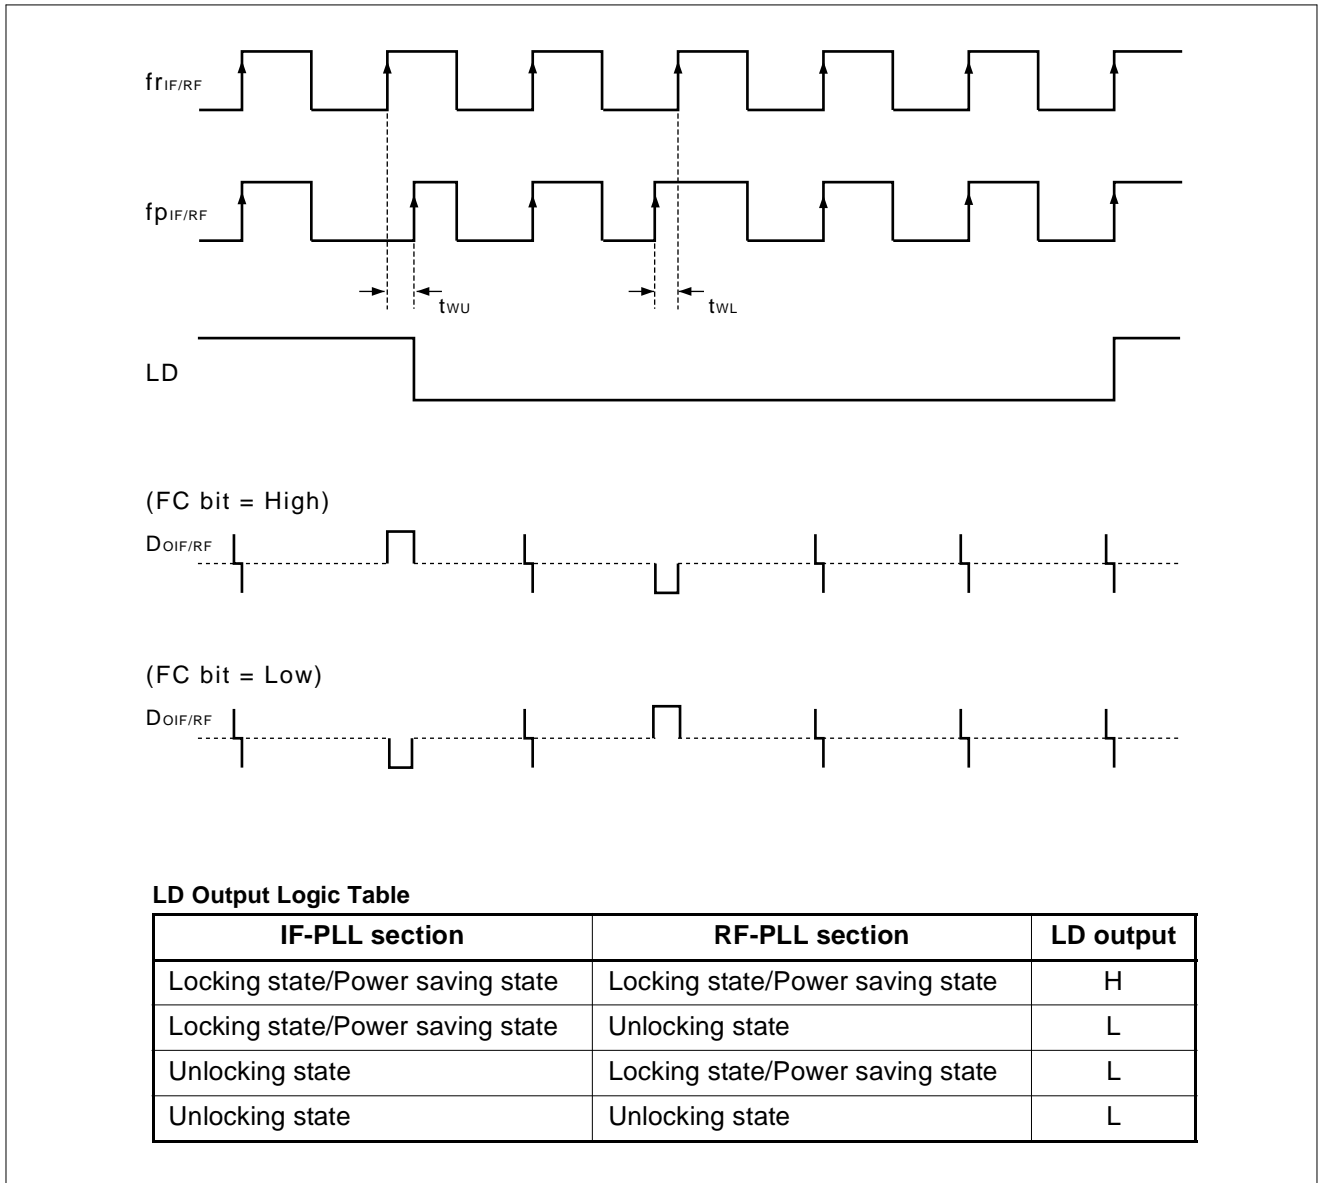 frIF/RF
fpIF/RF
tWU
tWL
LD
(FC bit = High)
DOIF/RF
(FC bit = Low)
DOIF/RF
LD Output Logic Table
IF-PLL section RF-PLL section LD output
Locking state/Power saving state Locking state/Power saving state H
Locking state/Power saving state Unlocking state L
Unlocking state Locking state/Power saving state L
Unlocking state Unlocking state L